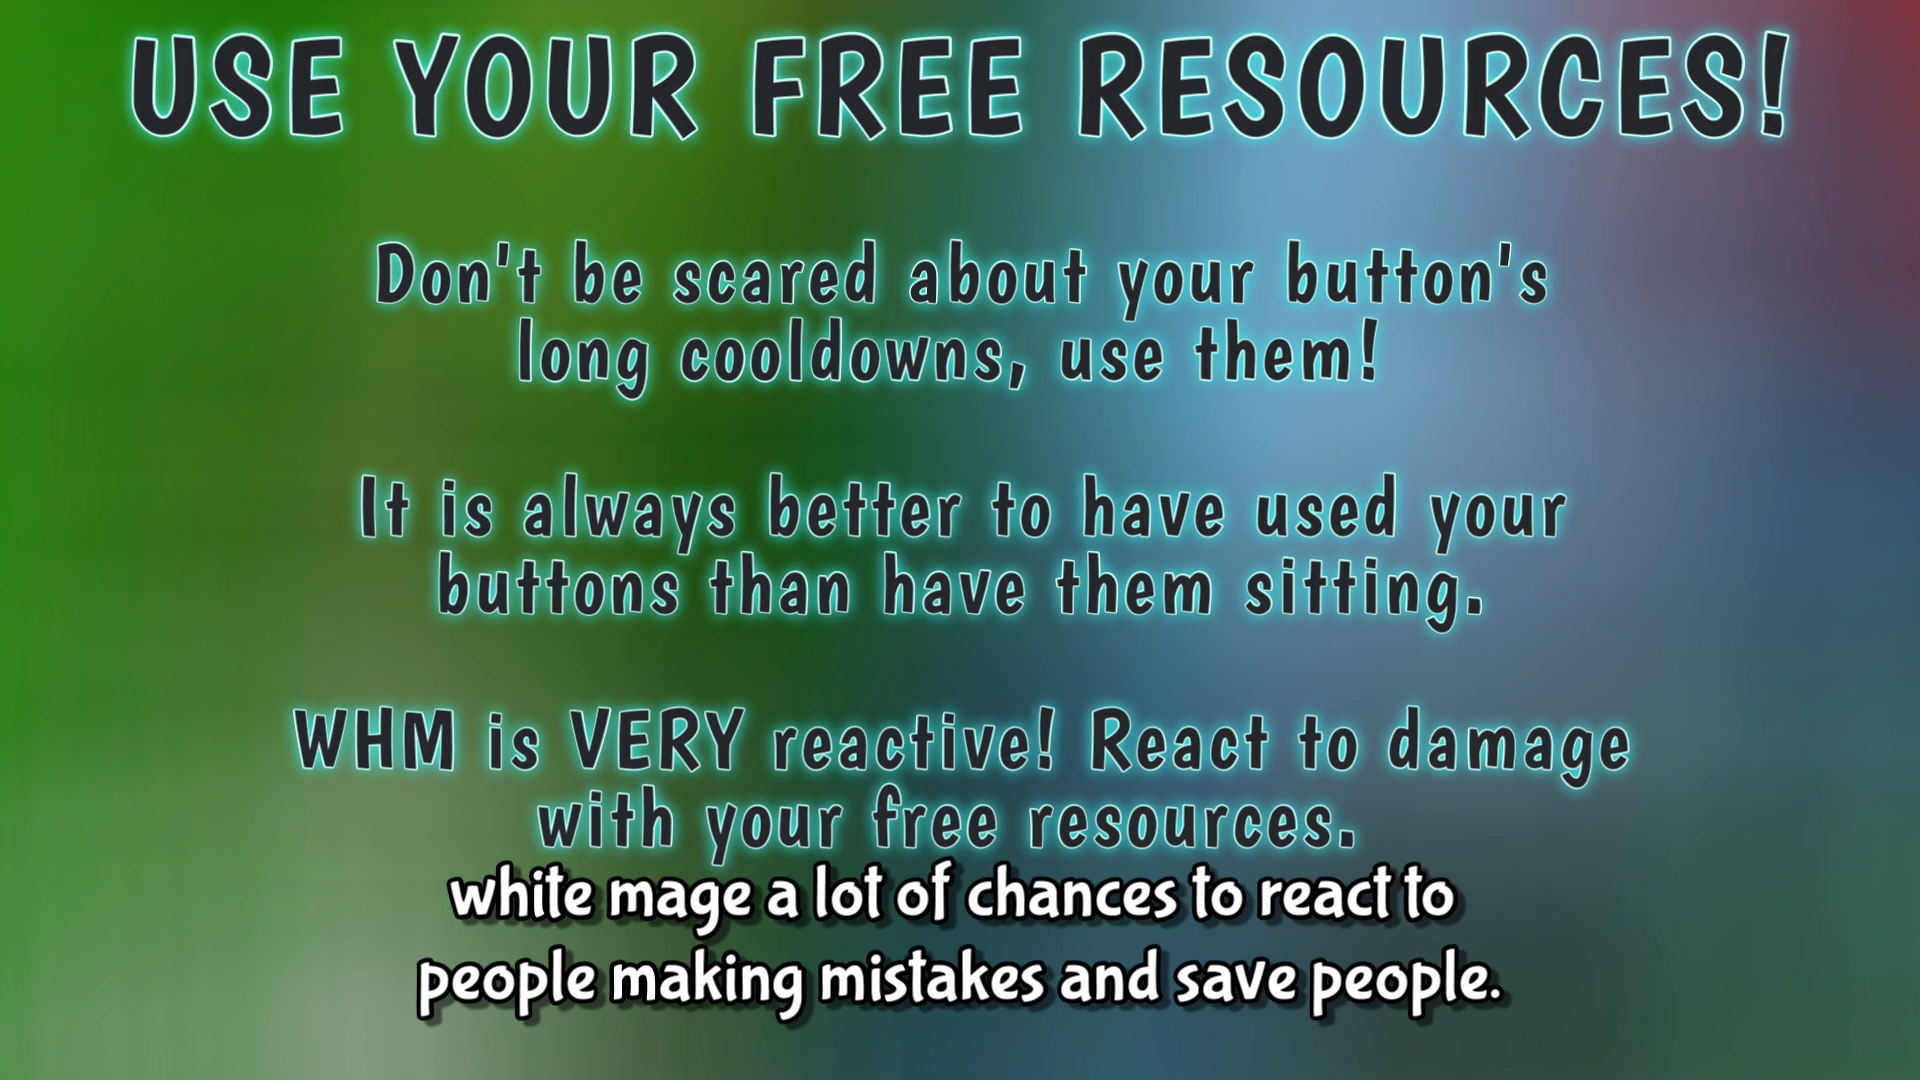 USE YOUR FREE RESOURCES!
Don't be scared about your button's
long cooldowns, use them!
It is always better to have used your
buttons than have them sitting.
WHM is VERY reactive! React to damage
with your free resources.
white mage a lot of chances to react to
people making mistakes and save people.